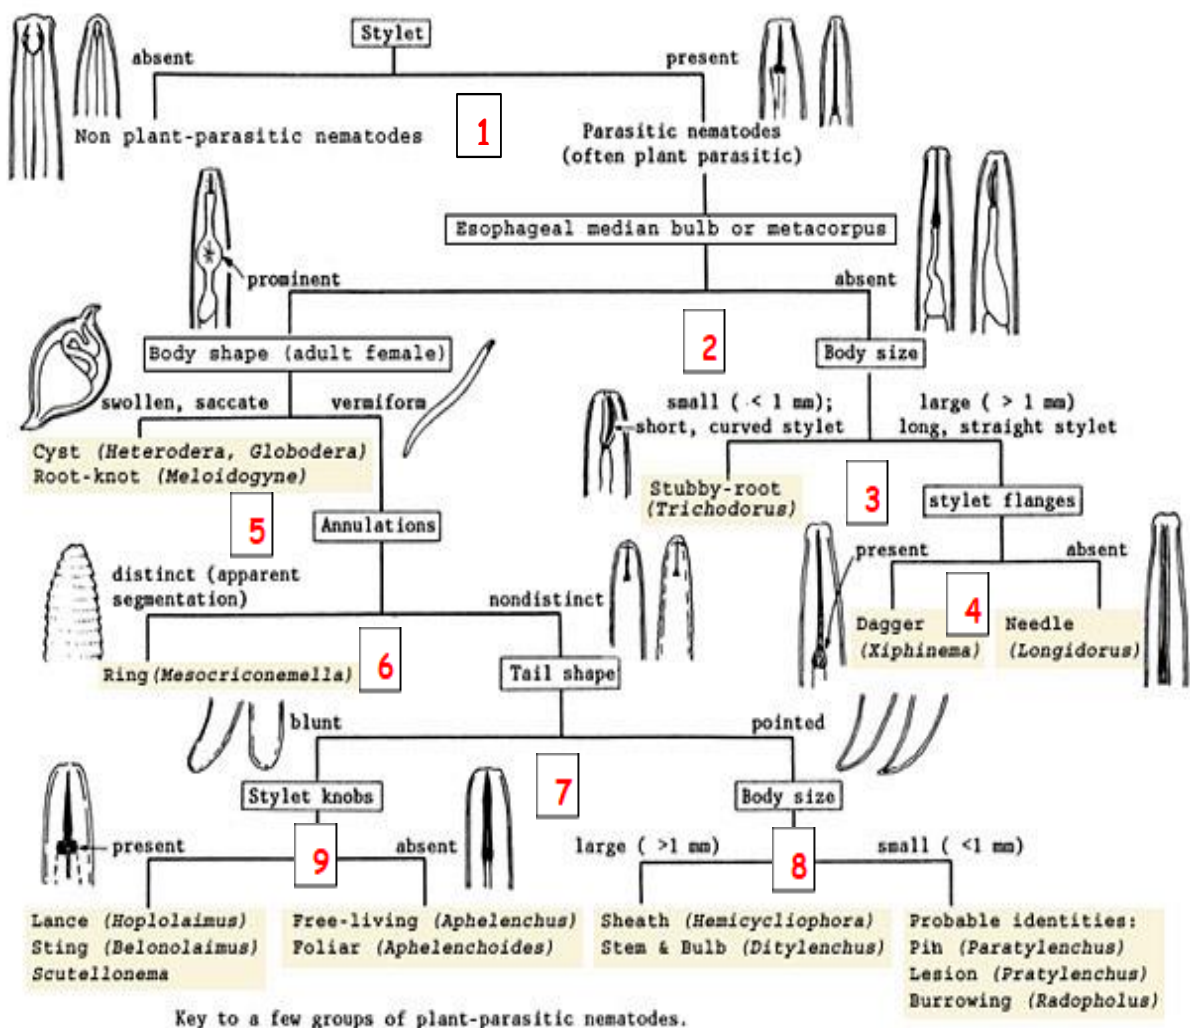 Stylet
absent
present
1
Non plant-parasitic nematodes
Parasitic nematodes
(often plant parasitic)
Esophageal median bulb or metacorpus
prominent
absent
2
Body shape (adult female)
Body size
swollen, saccate
vermiform
small ( < 1 mm);
short, curved stylet
large ( > 1 mm)
long, straight stylet
Cyst (Heterodera, Globodera)
Root-knot (Meloidogyne)
3
Stubby-root
(Trichodorus)
stylet flanges
5
Annulations
present
absent
distinct (apparent
segmentation)
nondistinct
4
Dagger
(Xiphinema)
Needle
(Longidorus)
6
Ring (Mesocriconemella)
Tail shape
blunt
pointed
7
Stylet knobs
Body size
present
absent
9
large ( >1 mm)
small ( <1 mm)
8
Lance (Hoplolaimus)
Sting (Belonolaimus)
Scutellonema
Free-living (Aphelenchus)
Foliar (Aphelenchoides)
Sheath (Hemicycliophora)
Stem & Bulb (Ditylenchus)
Probable identities:
Pin (Paratylenchus)
Lesion (Pratylenchus)
Burrowing (Radopholus)
Key to a few groups of plant-parasitic nematodes.